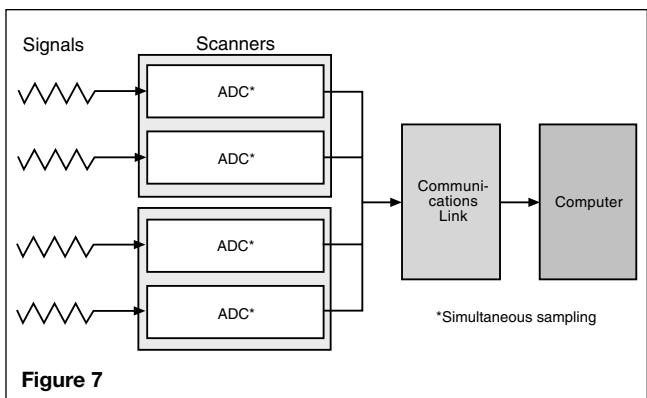 Signals
Scanners
ADC*
ADC*
ADC*
ADC*
Communi-
cations
Link
Computer
*Simultaneous sampling
Figure 7